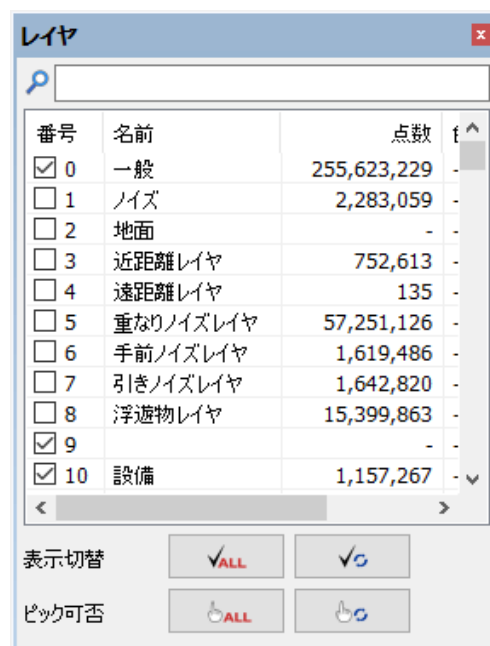 レイヤ
番号 名前 点数
0 一般 255,623,229 -
1 ノイズ 2,283,059 -
2 地面 - -
3 近距離レイヤ 752,613 -
4 遠距離レイヤ 135 -
5 重なりノイズレイヤ 57,251,126 -
6 手前ノイズレイヤ 1,619,486 -
7 引きノイズレイヤ 1,642,820 -
8 浮遊物レイヤ 15,399,863 -
9 - -
10 設備 1,157,267 -
表示切替 ALL
ピック可否 ALL